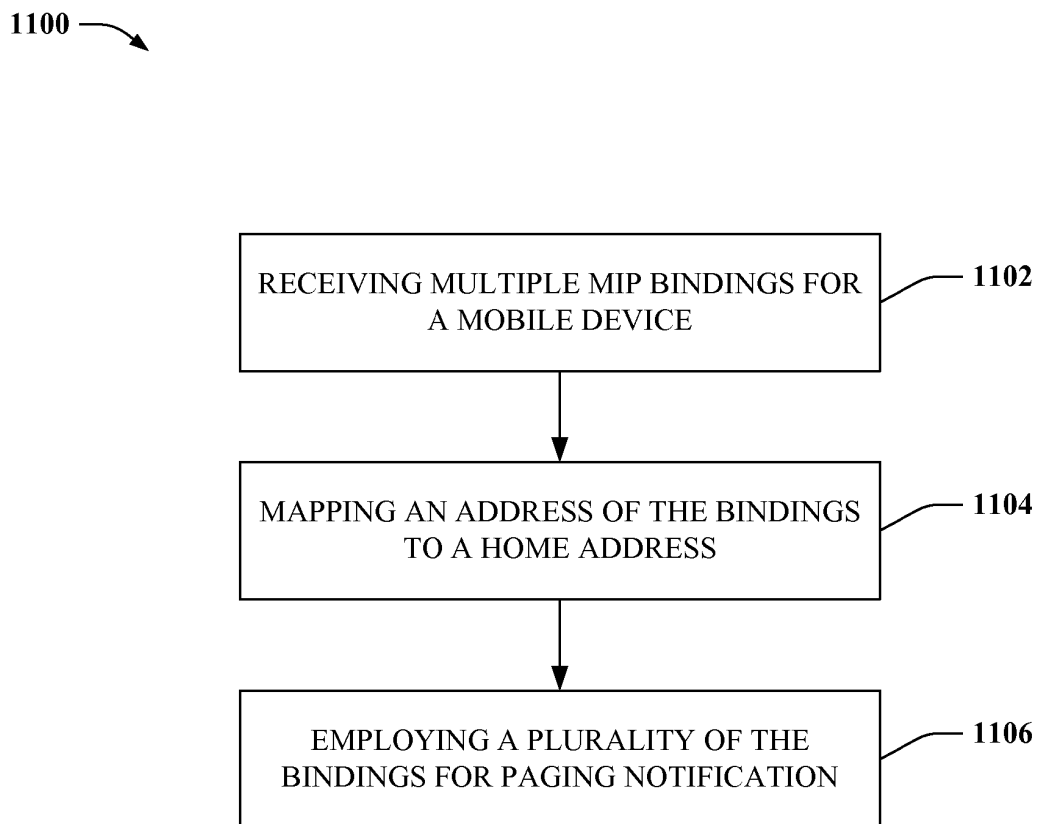 1100
RECEIVING MULTIPLE MIP BINDINGS FOR
A MOBILE DEVICE
1102
MAPPING AN ADDRESS OF THE BINDINGS
TO A HOME ADDRESS
1104
EMPLOYING A PLURALITY OF THE
BINDINGS FOR PAGING NOTIFICATION
1106